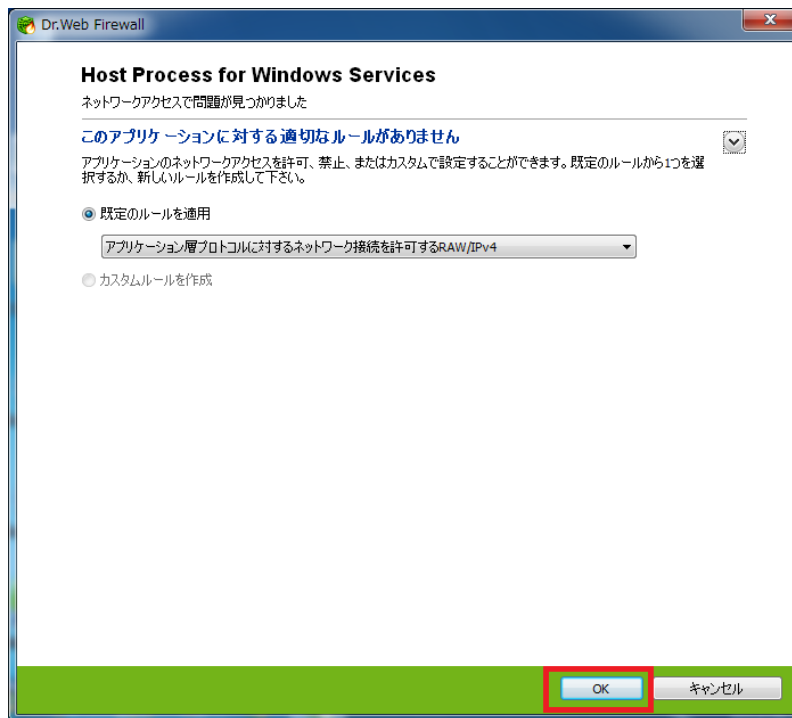 Dr.Web Firewall
Host Process for Windows Services
ネットワークアクセスで問題が見つかりました
このアプリケーションに対する適切なルールがありません
アプリケーションのネットワークアクセスを許可、禁止、またはカスタムで設定することができます。既定のルールから1つを選
択するか、新しいルールを作成して下さい。
既定のルールを適用
アプリケーション層プロトコルに対するネットワーク接続を許可するRAW/IPv4
カスタムルールを作成
OK
キャンセル